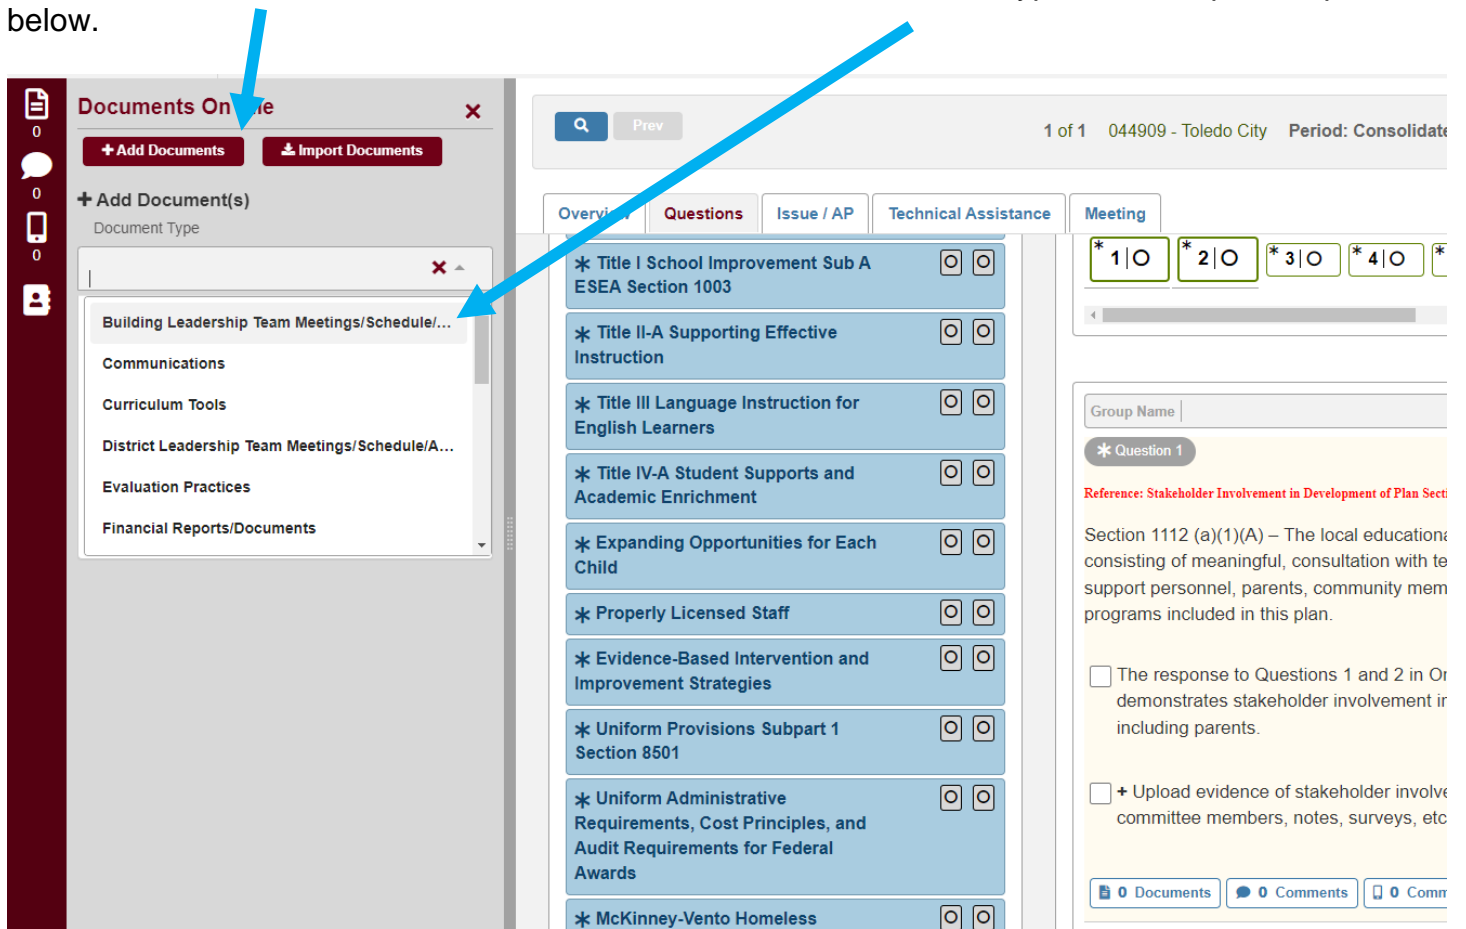 below.
0
0
0
Documents On
+ Add Documents
Import Documents
+ Add Document(s)
Document Type
Building Leadership Team Meetings/Schedule/...
Communications
Curriculum Tools
District Leadership Team Meetings/Schedule/A...
Evaluation Practices
Financial Reports/Documents
Prev
1 of 1 044909 - Toledo City Period: Consolidate
Overview
Questions
Issue / AP
Technical Assistance
Meeting
* Title I School Improvement Sub A
ESEA Section 1003
* Title II-A Supporting Effective
Instruction
* Title III Language Instruction for
English Learners
* Title IV-A Student Supports and
Academic Enrichment
* Expanding Opportunities for Each
Child
* Properly Licensed Staff
* Evidence-Based Intervention and
Improvement Strategies
* Uniform Provisions Subpart 1
Section 8501
* Uniform Administrative
Requirements, Cost Principles, and
Audit Requirements for Federal
Awards
* McKinney-Vento Homeless
* 1 | O
* 2 | O
* 3 | O
* 4 | O
*
Group Name
* Question 1
Reference: Stakeholder Involvement in Development of Plan Secti
Section 1112 (a)(1)(A) – The local educationa
consisting of meaningful, consultation with te
support personnel, parents, community mem
programs included in this plan.
The response to Questions 1 and 2 in Or
demonstrates stakeholder involvement in
including parents.
+ Upload evidence of stakeholder involve
committee members, notes, surveys, etc
0 Documents
0 Comments
0 Comm